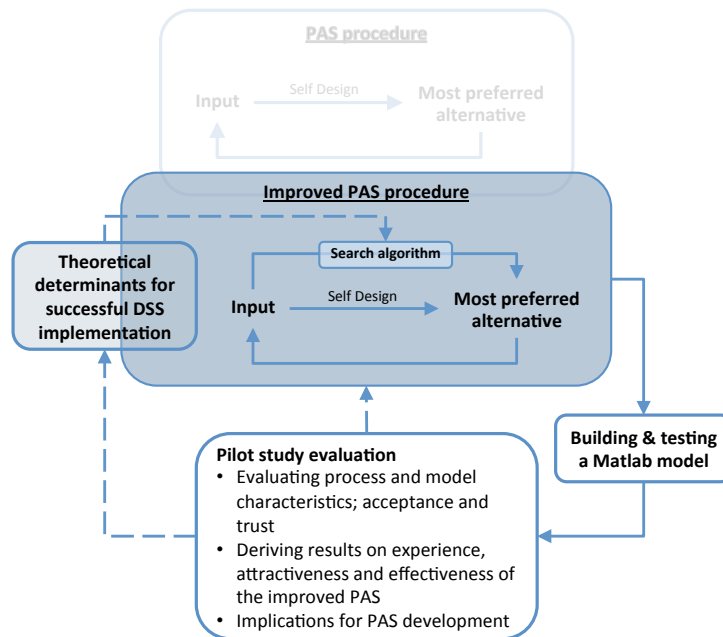 PAS procedure
Self Design
Input
Most preferred
alternative
Improved PAS procedure
Search algorithm
Theoretical
determinants for
successful DSS
implementation
Self Design
Input
Most preferred
alternative
Building & testing
a Matlab model
Pilot study evaluation
• Evaluating process and model
characteristics; acceptance and
trust
• Deriving results on experience,
attractiveness and effectiveness of
the improved PAS
• Implications for PAS development